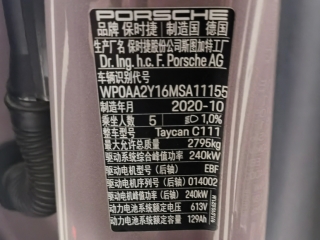 PORSCHE
品牌 保时捷 制造国 德国
保时捷股份公司斯图加特工厂
Dr. Ing. h.c. F. Porsche AG
车辆识别代号
WP0AA2Y16MSA11155
制造年月 2020-10
乘坐人数 5 1,0%
整车型号 Taycan C111
最大允许总质量 2795kg
驱动系统综合峰值功率 240kW
驱动电机型号（后轴） EBF
驱动电机序列号（后轴） 014002
驱动电机峰值功率（后轴） 240kW
动力电池系统额定电压 613V
动力电池系统额定容量 129Ah